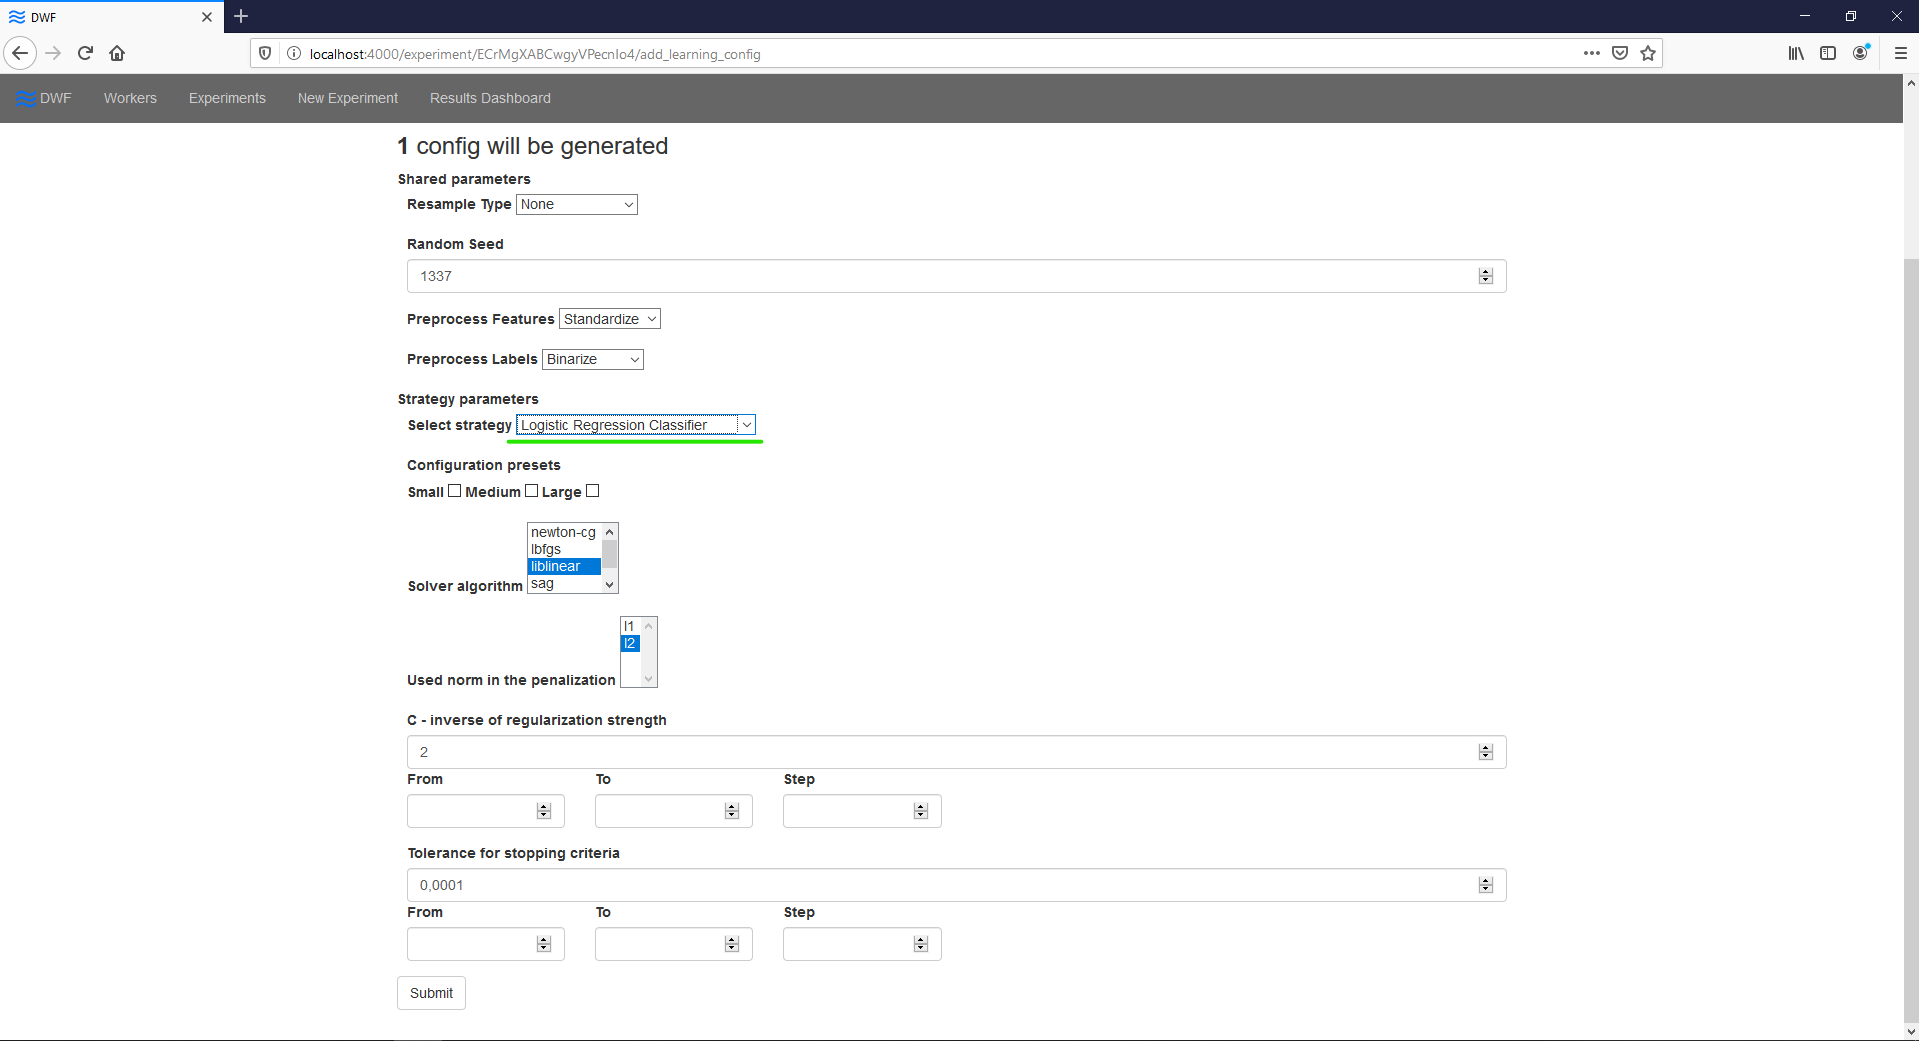 DWF
localhost:4000/experiment/ECrMgXABCwgyVPecnIo4/add_learning_config
DWF Workers Experiments New Experiment Results Dashboard
1 config will be generated
Shared parameters
Resample Type None
Random Seed
1337
Preprocess Features Standardize
Preprocess Labels Binarize
Strategy parameters
Select strategy Logistic Regression Classifier
Configuration presets
Small Medium Large
newton-cg
lbfgs
liblinear
sag
Solver algorithm
l1
l2
Used norm in the penalization
C - inverse of regularization strength
2
From To Step
Tolerance for stopping criteria
0,0001
From To Step
Submit